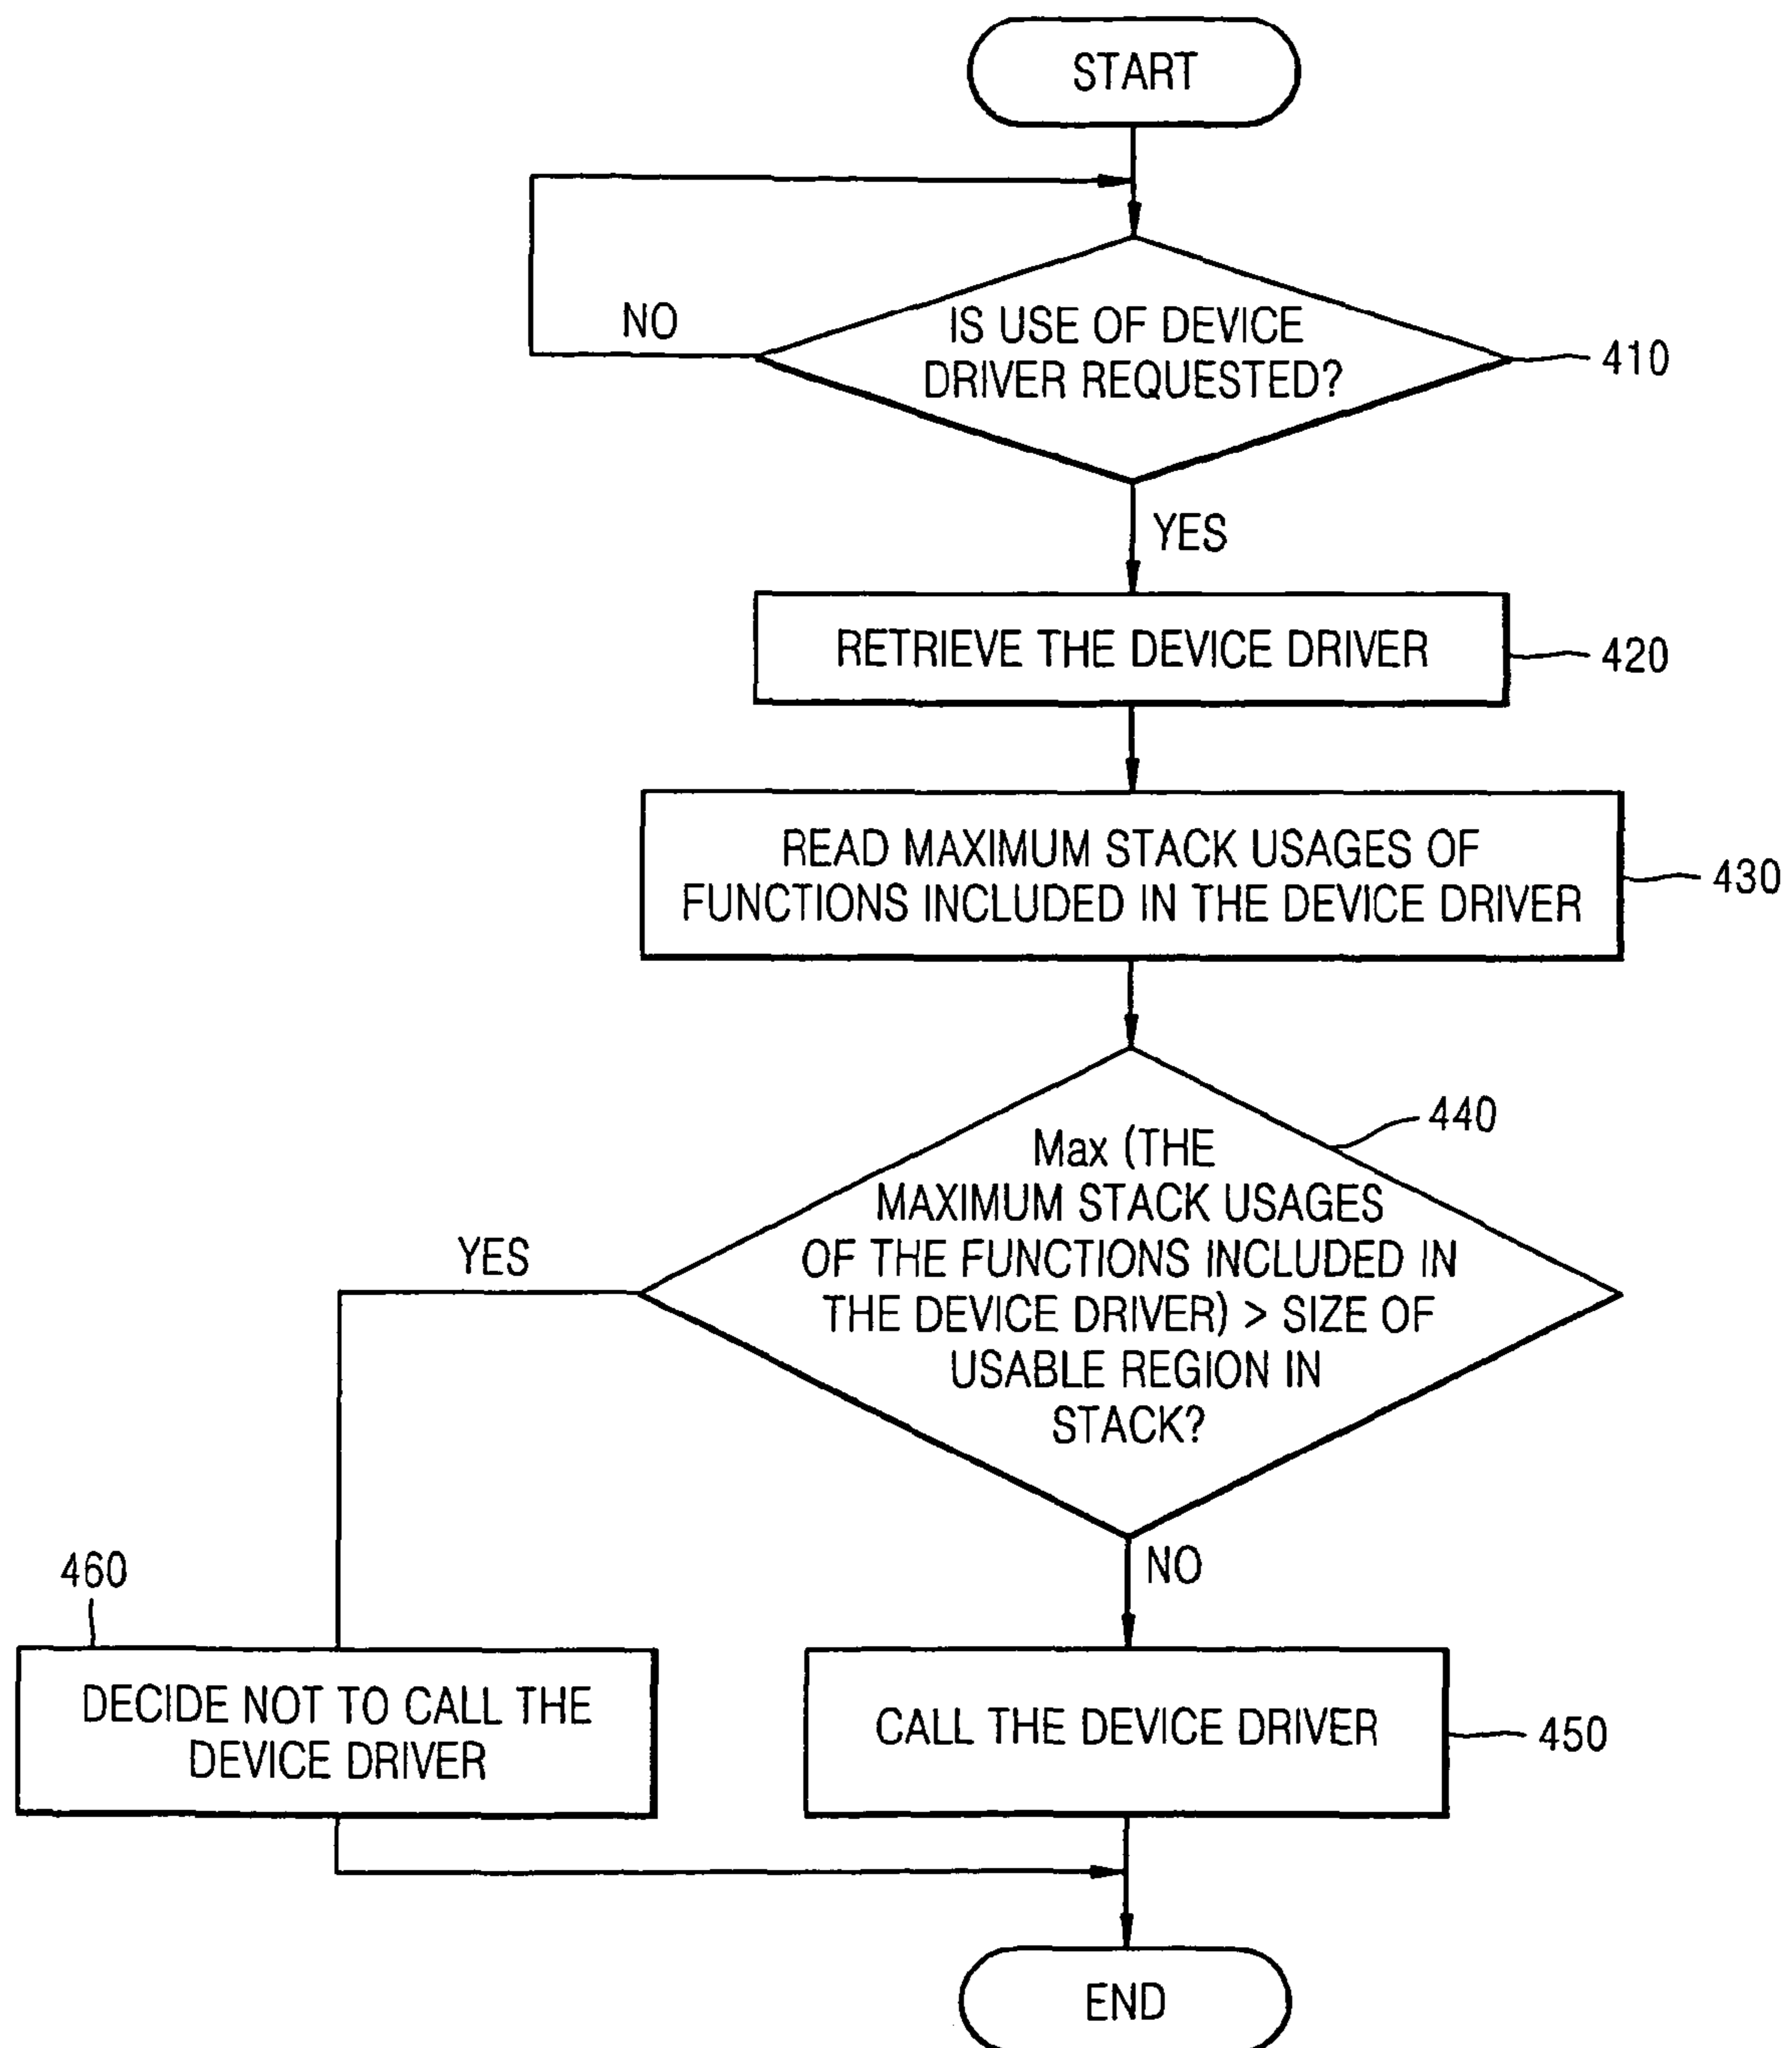 START
NO
IS USE OF DEVICE
DRIVER REQUESTED?
410
YES
RETRIEVE THE DEVICE DRIVER
420
READ MAXIMUM STACK USAGES OF
FUNCTIONS INCLUDED IN THE DEVICE DRIVER
430
440
Max (THE
MAXIMUM STACK USAGES
OF THE FUNCTIONS INCLUDED IN
THE DEVICE DRIVER) > SIZE OF
USABLE REGION IN
STACK?
YES
NO
460
DECIDE NOT TO CALL THE
DEVICE DRIVER
CALL THE DEVICE DRIVER
450
END